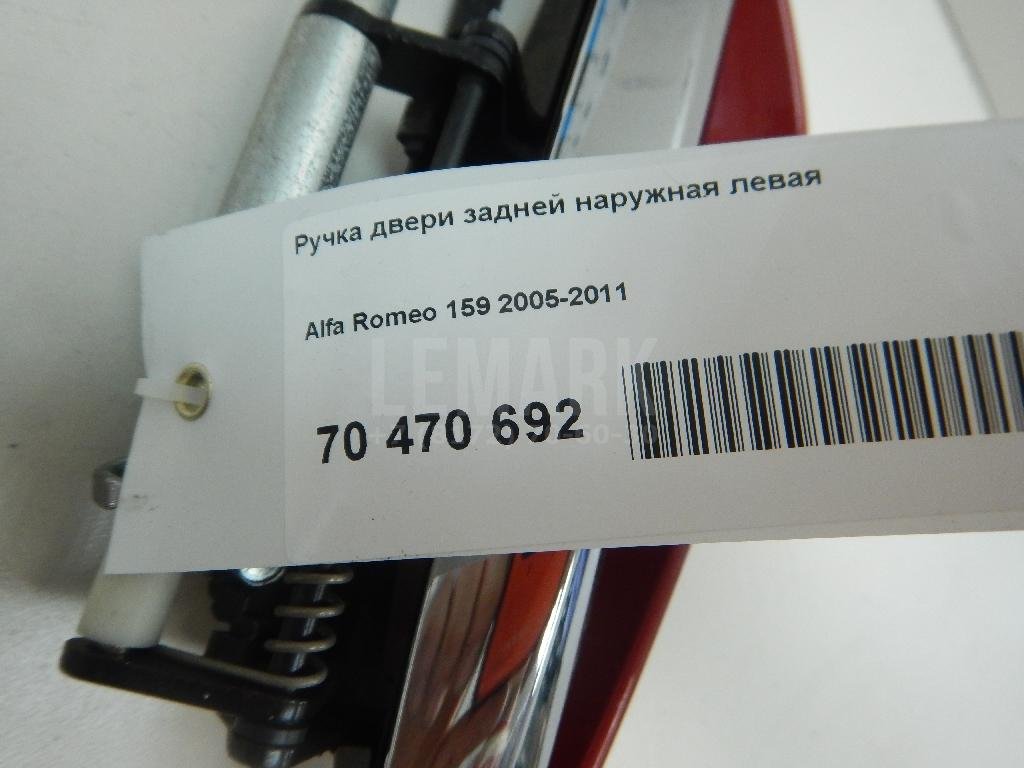 Ручка двери задней наружная левая
Alfa Romeo 159 2005-2011
LEMARK
70 470 692